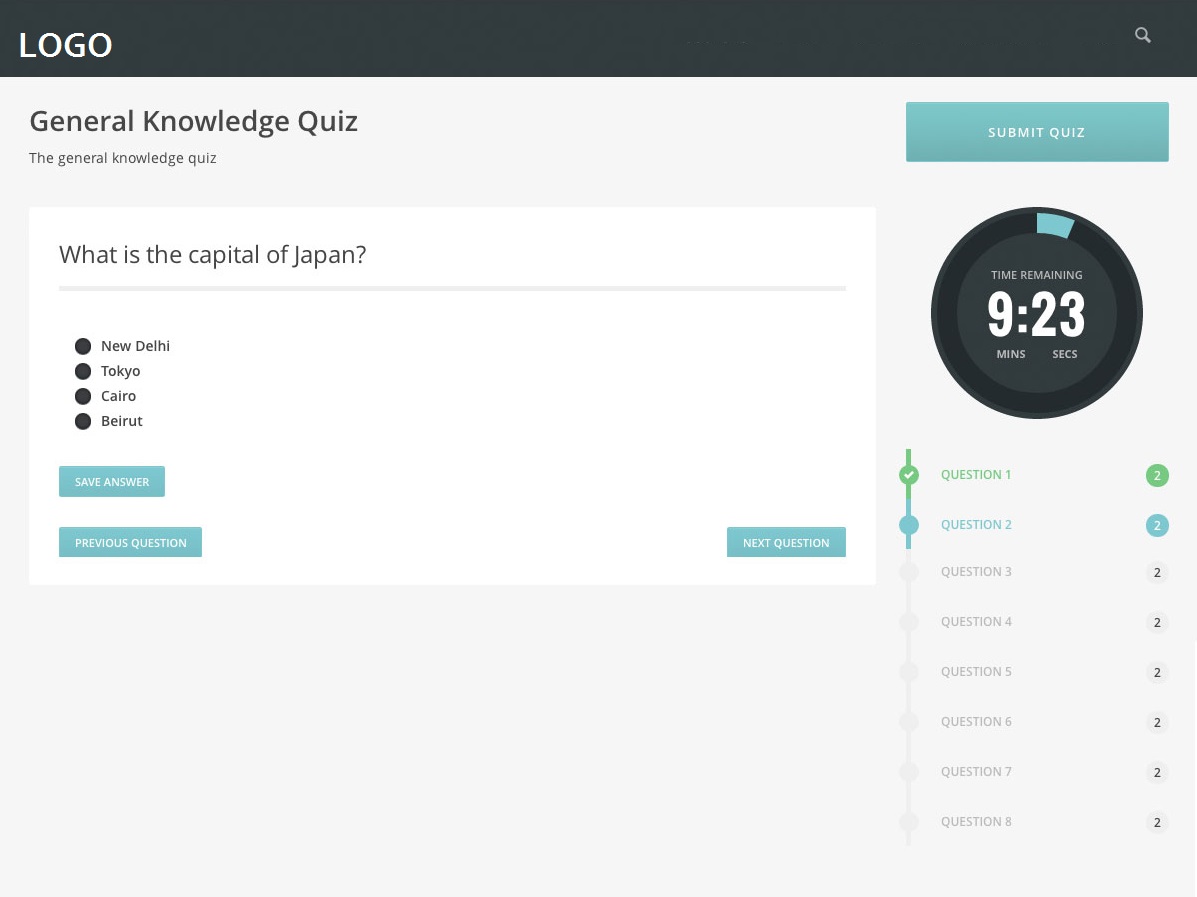 LOGO
General Knowledge Quiz
The general knowledge quiz
SUBMIT QUIZ
What is the capital of Japan?
New Delhi
Tokyo
Cairo
Beirut
SAVE ANSWER
PREVIOUS QUESTION
NEXT QUESTION
TIME REMAINING
9:23
MINS SECS
QUESTION 1 2
QUESTION 2 2
QUESTION 3 2
QUESTION 4 2
QUESTION 5 2
QUESTION 6 2
QUESTION 7 2
QUESTION 8 2